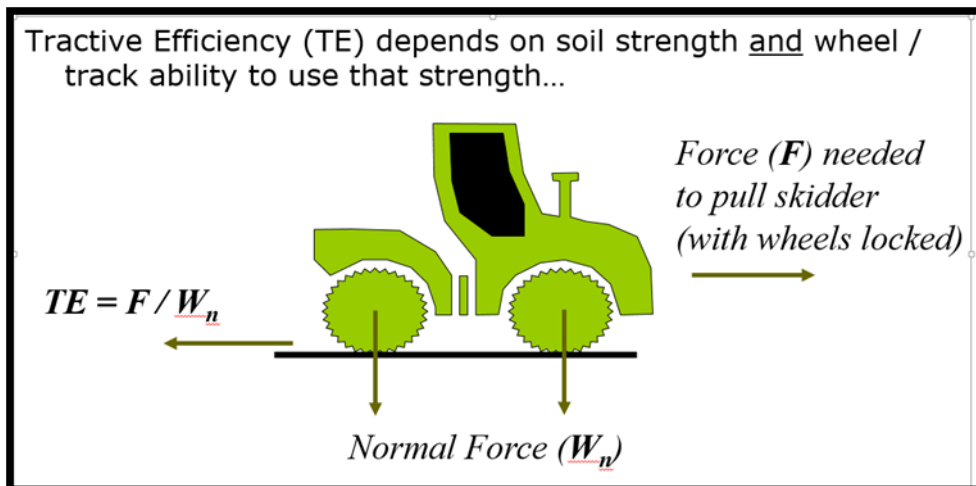 Tractive Efficiency (TE) depends on soil strength and wheel /
track ability to use that strength...
Force (F) needed
to pull skidder
(with wheels locked)
TE = F / Wn
Normal Force (Wn)